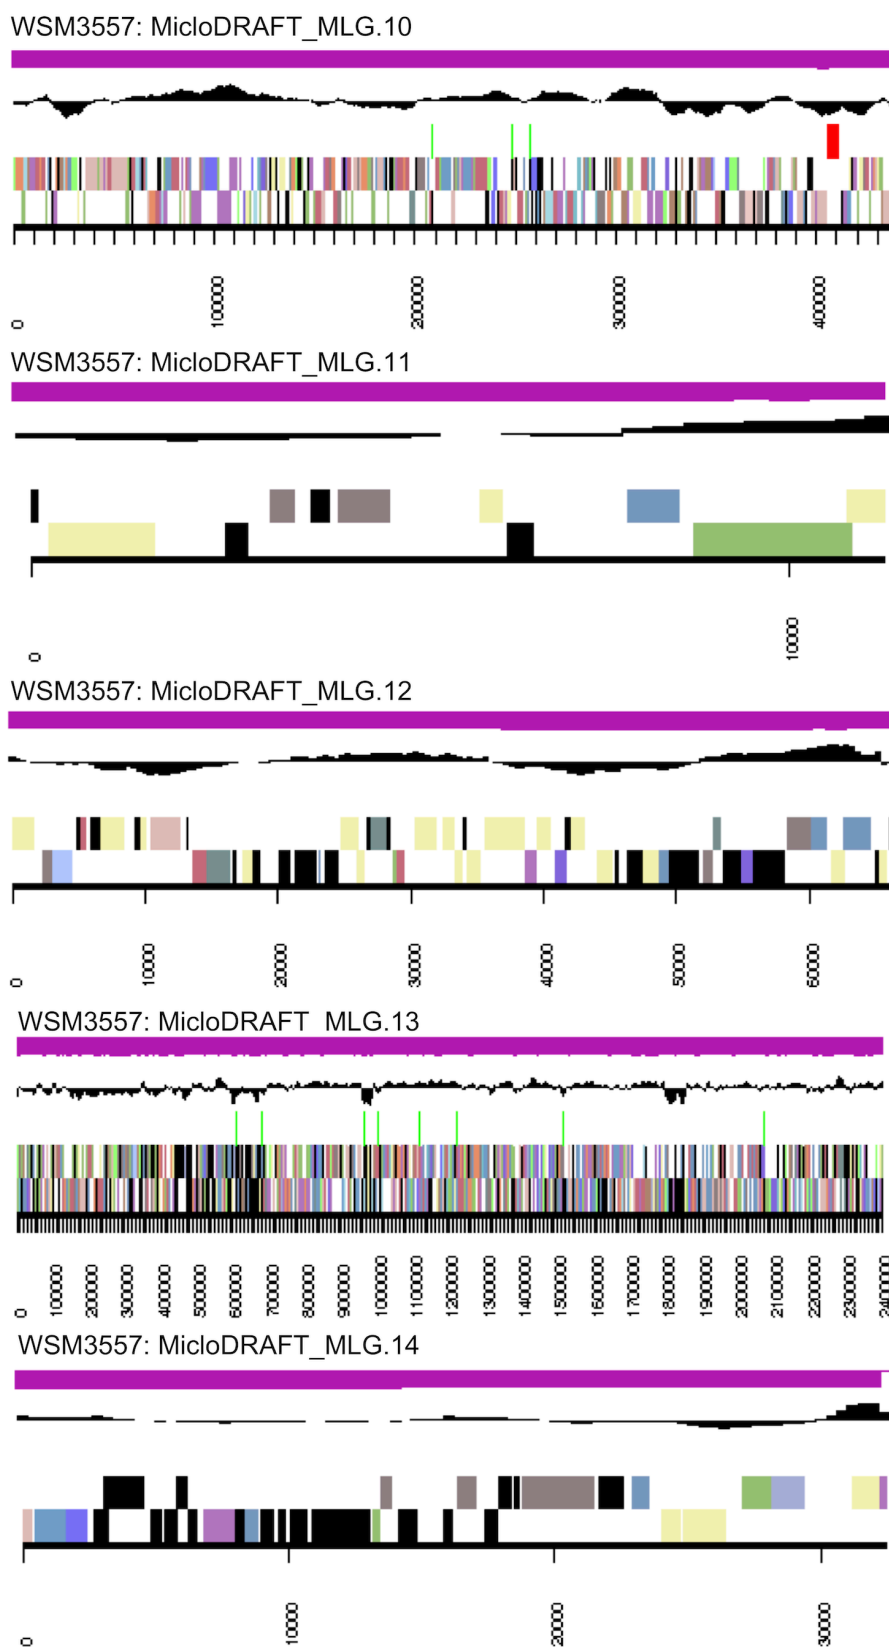 WSM3557: MicloDRAFT_MLG.10
0 100000 200000 300000 400000
WSM3557: MicloDRAFT_MLG.11
0 10000
WSM3557: MicloDRAFT_MLG.12
0 10000 20000 30000 40000 50000 60000
WSM3557: MicloDRAFT MLG.13
0 100000 200000 300000 400000 500000 600000 700000 800000 900000 1000000 1100000 1200000 1300000 1400000 1500000 1600000 1700000 1800000 1900000 2000000 2100000 2200000 2300000
WSM3557: MicloDRAFT_MLG.14
0 10000 20000 30000